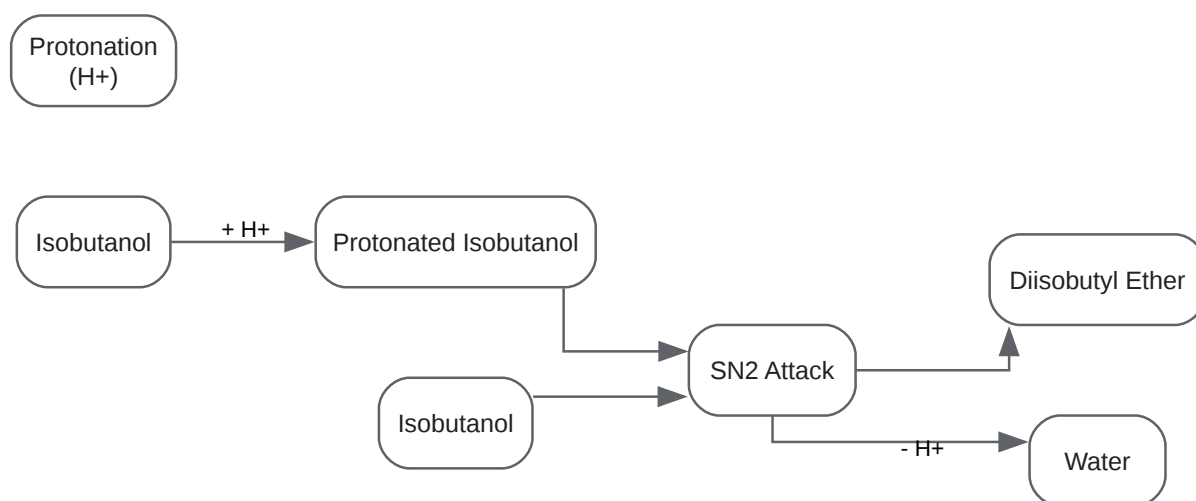 Protonation
(H+)
Isobutanol
+ H+
Protonated Isobutanol
Diisobutyl Ether
SN2 Attack
Isobutanol
- H+
Water